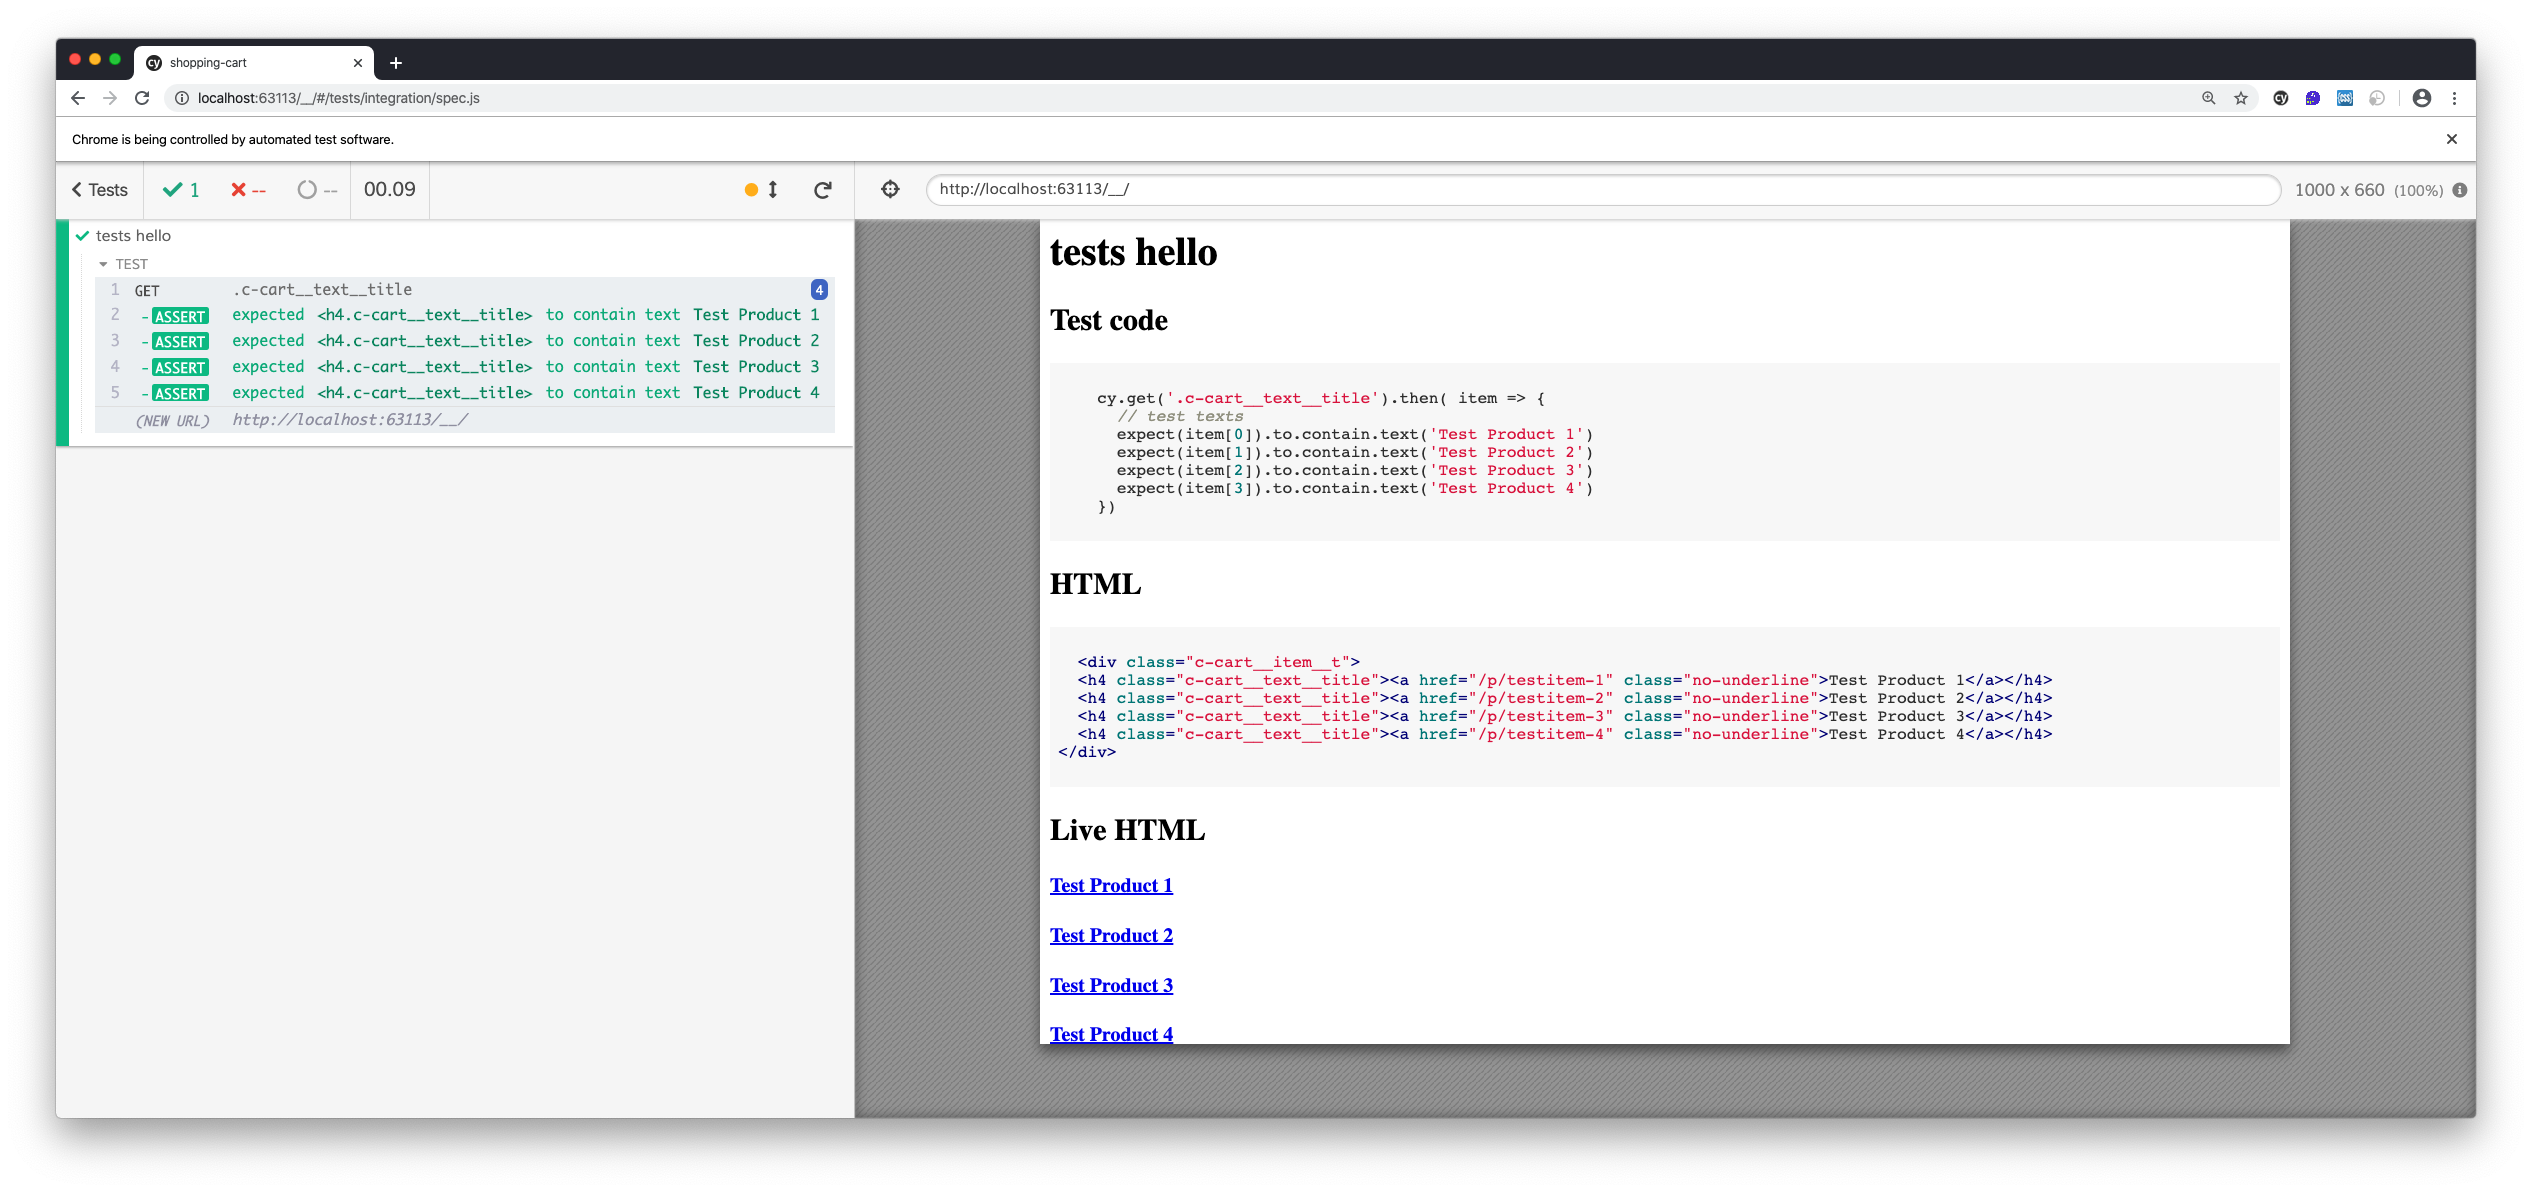 cy shopping-cart
localhost:63113/__/#/tests/integration/spec.js
Chrome is being controlled by automated test software.
Tests 1 -- -- 00.09
http://localhost:63113/__/ 1000 x 660 (100%)
tests hello
TEST
1 GET .c-cart__text__title 4
2 -ASSERT expected <h4.c-cart__text__title> to contain text Test Product 1
3 -ASSERT expected <h4.c-cart__text__title> to contain text Test Product 2
4 -ASSERT expected <h4.c-cart__text__title> to contain text Test Product 3
5 -ASSERT expected <h4.c-cart__text__title> to contain text Test Product 4
(NEW URL) http://localhost:63113/__/
tests hello
Test code
cy.get('.c-cart__text__title').then( item => {
// test texts
expect(item[0]).to.contain.text('Test Product 1')
expect(item[1]).to.contain.text('Test Product 2')
expect(item[2]).to.contain.text('Test Product 3')
expect(item[3]).to.contain.text('Test Product 4')
})
HTML
<div class="c-cart__item__t">
<h4 class="c-cart__text__title"><a href="/p/testitem-1" class="no-underline">Test Product 1</a></h4>
<h4 class="c-cart__text__title"><a href="/p/testitem-2" class="no-underline">Test Product 2</a></h4>
<h4 class="c-cart__text__title"><a href="/p/testitem-3" class="no-underline">Test Product 3</a></h4>
<h4 class="c-cart__text__title"><a href="/p/testitem-4" class="no-underline">Test Product 4</a></h4>
</div>
Live HTML
Test Product 1
Test Product 2
Test Product 3
Test Product 4